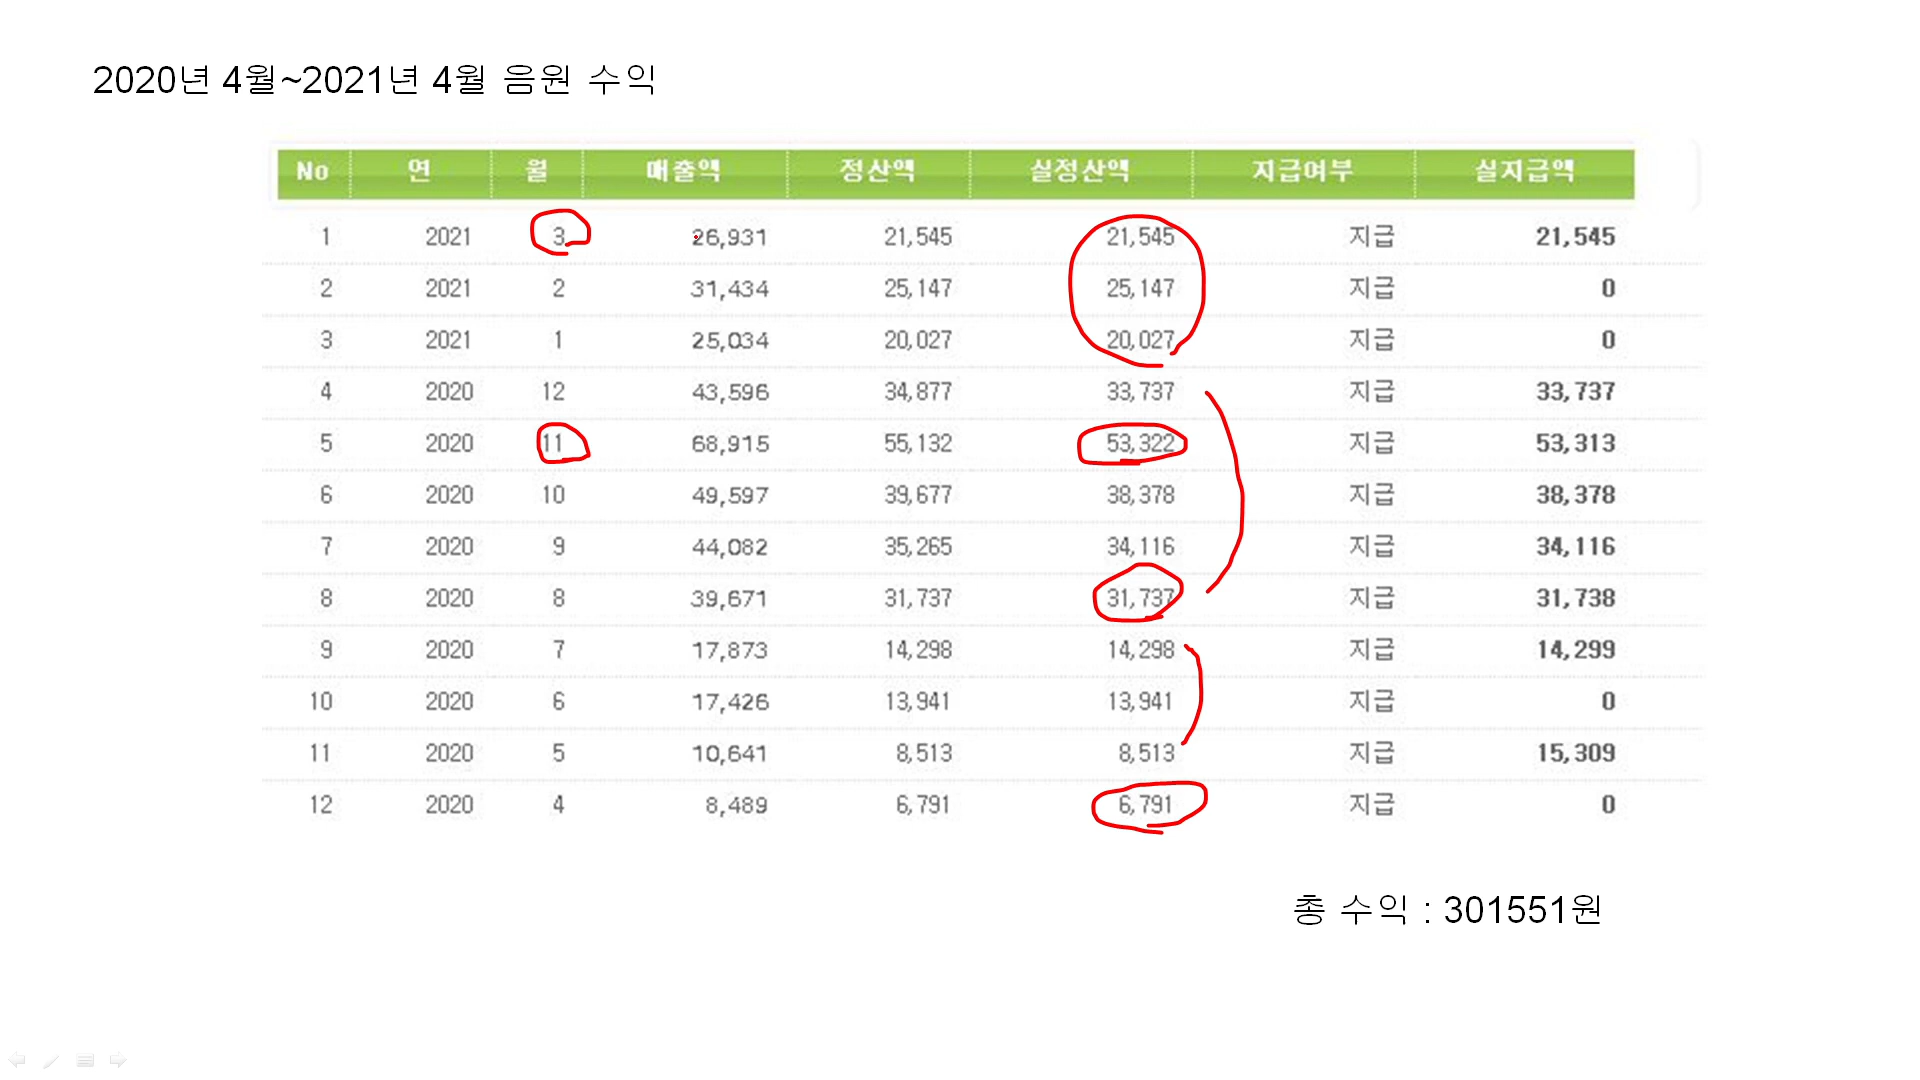 2020년 4월~2021년 4월 음원 수익
No 연 월 매출액 정산액 실정산액 지급여부 실지급액
1 2021 3 26,931 21,545 21,545 지급 21,545
2 2021 2 31,434 25,147 25,147 지급 0
3 2021 1 25,034 20,027 20,027 지급 0
4 2020 12 43,596 34,877 33,737 지급 33,737
5 2020 11 68,915 55,132 53,322 지급 53,313
6 2020 10 49,597 39,677 38,378 지급 38,378
7 2020 9 44,082 35,265 34,116 지급 34,116
8 2020 8 39,671 31,737 31,737 지급 31,738
9 2020 7 17,873 14,298 14,298 지급 14,299
10 2020 6 17,426 13,941 13,941 지급 0
11 2020 5 10,641 8,513 8,513 지급 15,309
12 2020 4 8,489 6,791 6,791 지급 0
총 수익 : 301551원